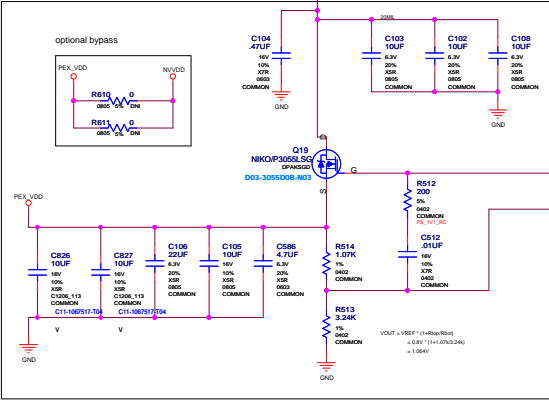 optional bypass
PEX_VDD
NVVDD
R610
0
0805 5% DNI
R611
0
0805 5% DNI
C104
.47UF
16V
10%
X7R
0603
COMMON
GND
20MIL
C103
10UF
6.3V
20%
X5R
0805
COMMON
C102
10UF
6.3V
20%
X5R
0805
COMMON
C108
10UF
6.3V
20%
X5R
0805
COMMON
GND
Q19
NIKO/P3055LSG
DPAKSGD
D03-3055D0B-N03
D
G
S
R512
200
5%
0402
COMMON
PS_1V1_RC
C512
.01UF
16V
10%
X7R
0402
COMMON
PEX_VDD
C826
10UF
16V
10%
X5R
C1206_113
COMMON
C11-1067517-T04
V
C827
10UF
16V
10%
X5R
C1206_113
COMMON
C11-1067517-T04
V
C106
22UF
6.3V
20%
X5R
0805
COMMON
C105
10UF
16V
10%
X5R
0805
COMMON
C586
4.7UF
6.3V
20%
X5R
0603
COMMON
GND
R514
1.07K
1%
0402
COMMON
R513
3.24K
1%
0402
COMMON
GND
VOUT = VREF * (1+Rtop/Rbot)
= 0.8V * (1+1.07k/3.24k)
= 1.064V